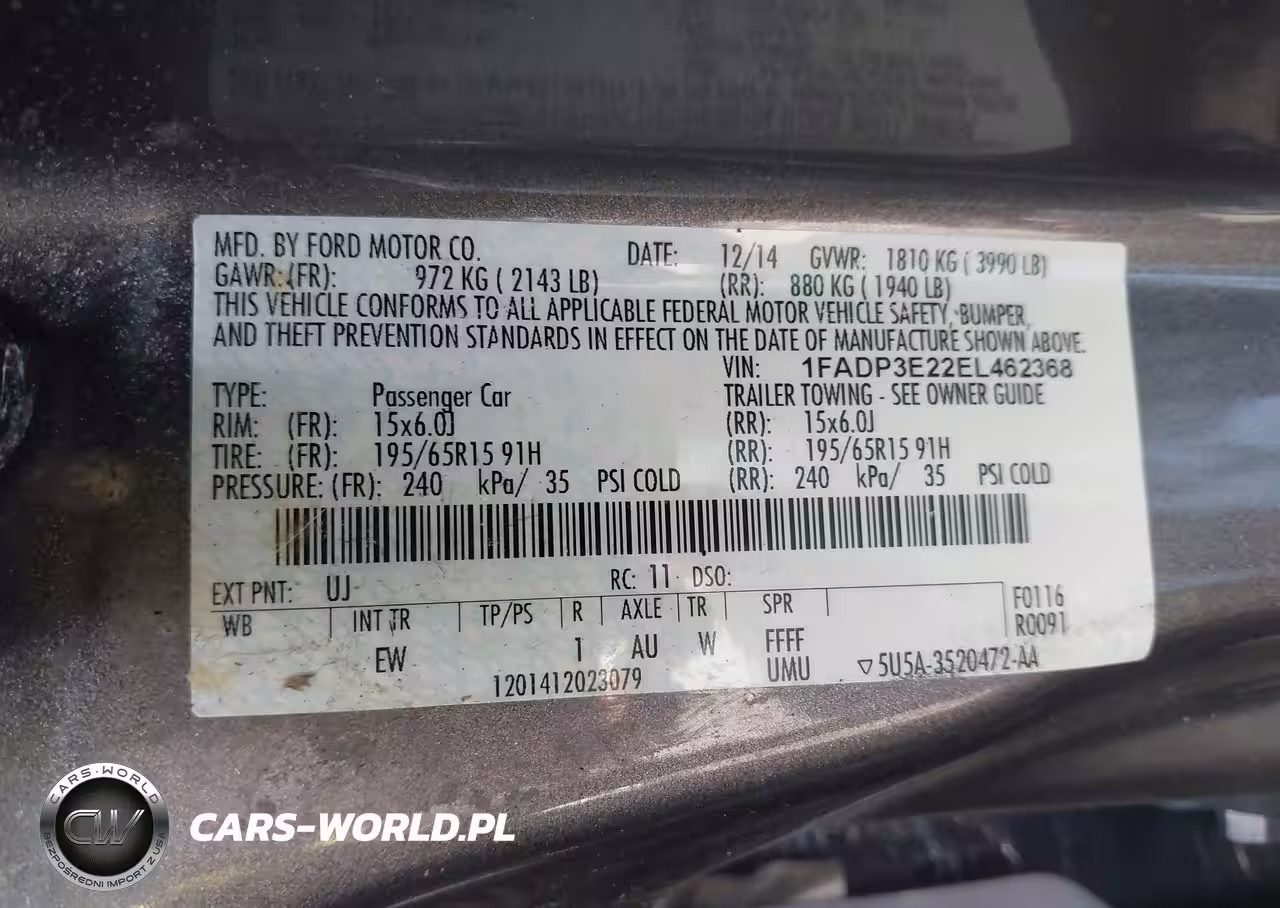 MFD. BY FORD MOTOR CO. DATE: 12/14 GVWR: 1810 KG ( 3990 LB)
GAWR: (FR): 972 KG ( 2143 LB) (RR): 880 KG ( 1940 LB)
THIS VEHICLE CONFORMS TO ALL APPLICABLE FEDERAL MOTOR VEHICLE SAFETY, BUMPER,
AND THEFT PREVENTION STANDARDS IN EFFECT ON THE DATE OF MANUFACTURE SHOWN ABOVE.
VIN: 1FADP3E22EL462368
TYPE: Passenger Car TRAILER TOWING - SEE OWNER GUIDE
RIM: (FR): 15x6.0J (RR): 15x6.0J
TIRE: (FR): 195/65R15 91H (RR): 195/65R15 91H
PRESSURE: (FR): 240 kPa/ 35 PSI COLD (RR): 240 kPa/ 35 PSI COLD
EXT PNT: UJ RC: 11 DSO:
WB INT TR TP/PS R AXLE TR SPR F0116
R0091
EW 1 AU W FFFF
UMU ▽5U5A-3520472-AA
1201412023079
CARS-WORLD
CW
BEZPOŚREDNI IMPORT Z USA
CARS-WORLD.PL